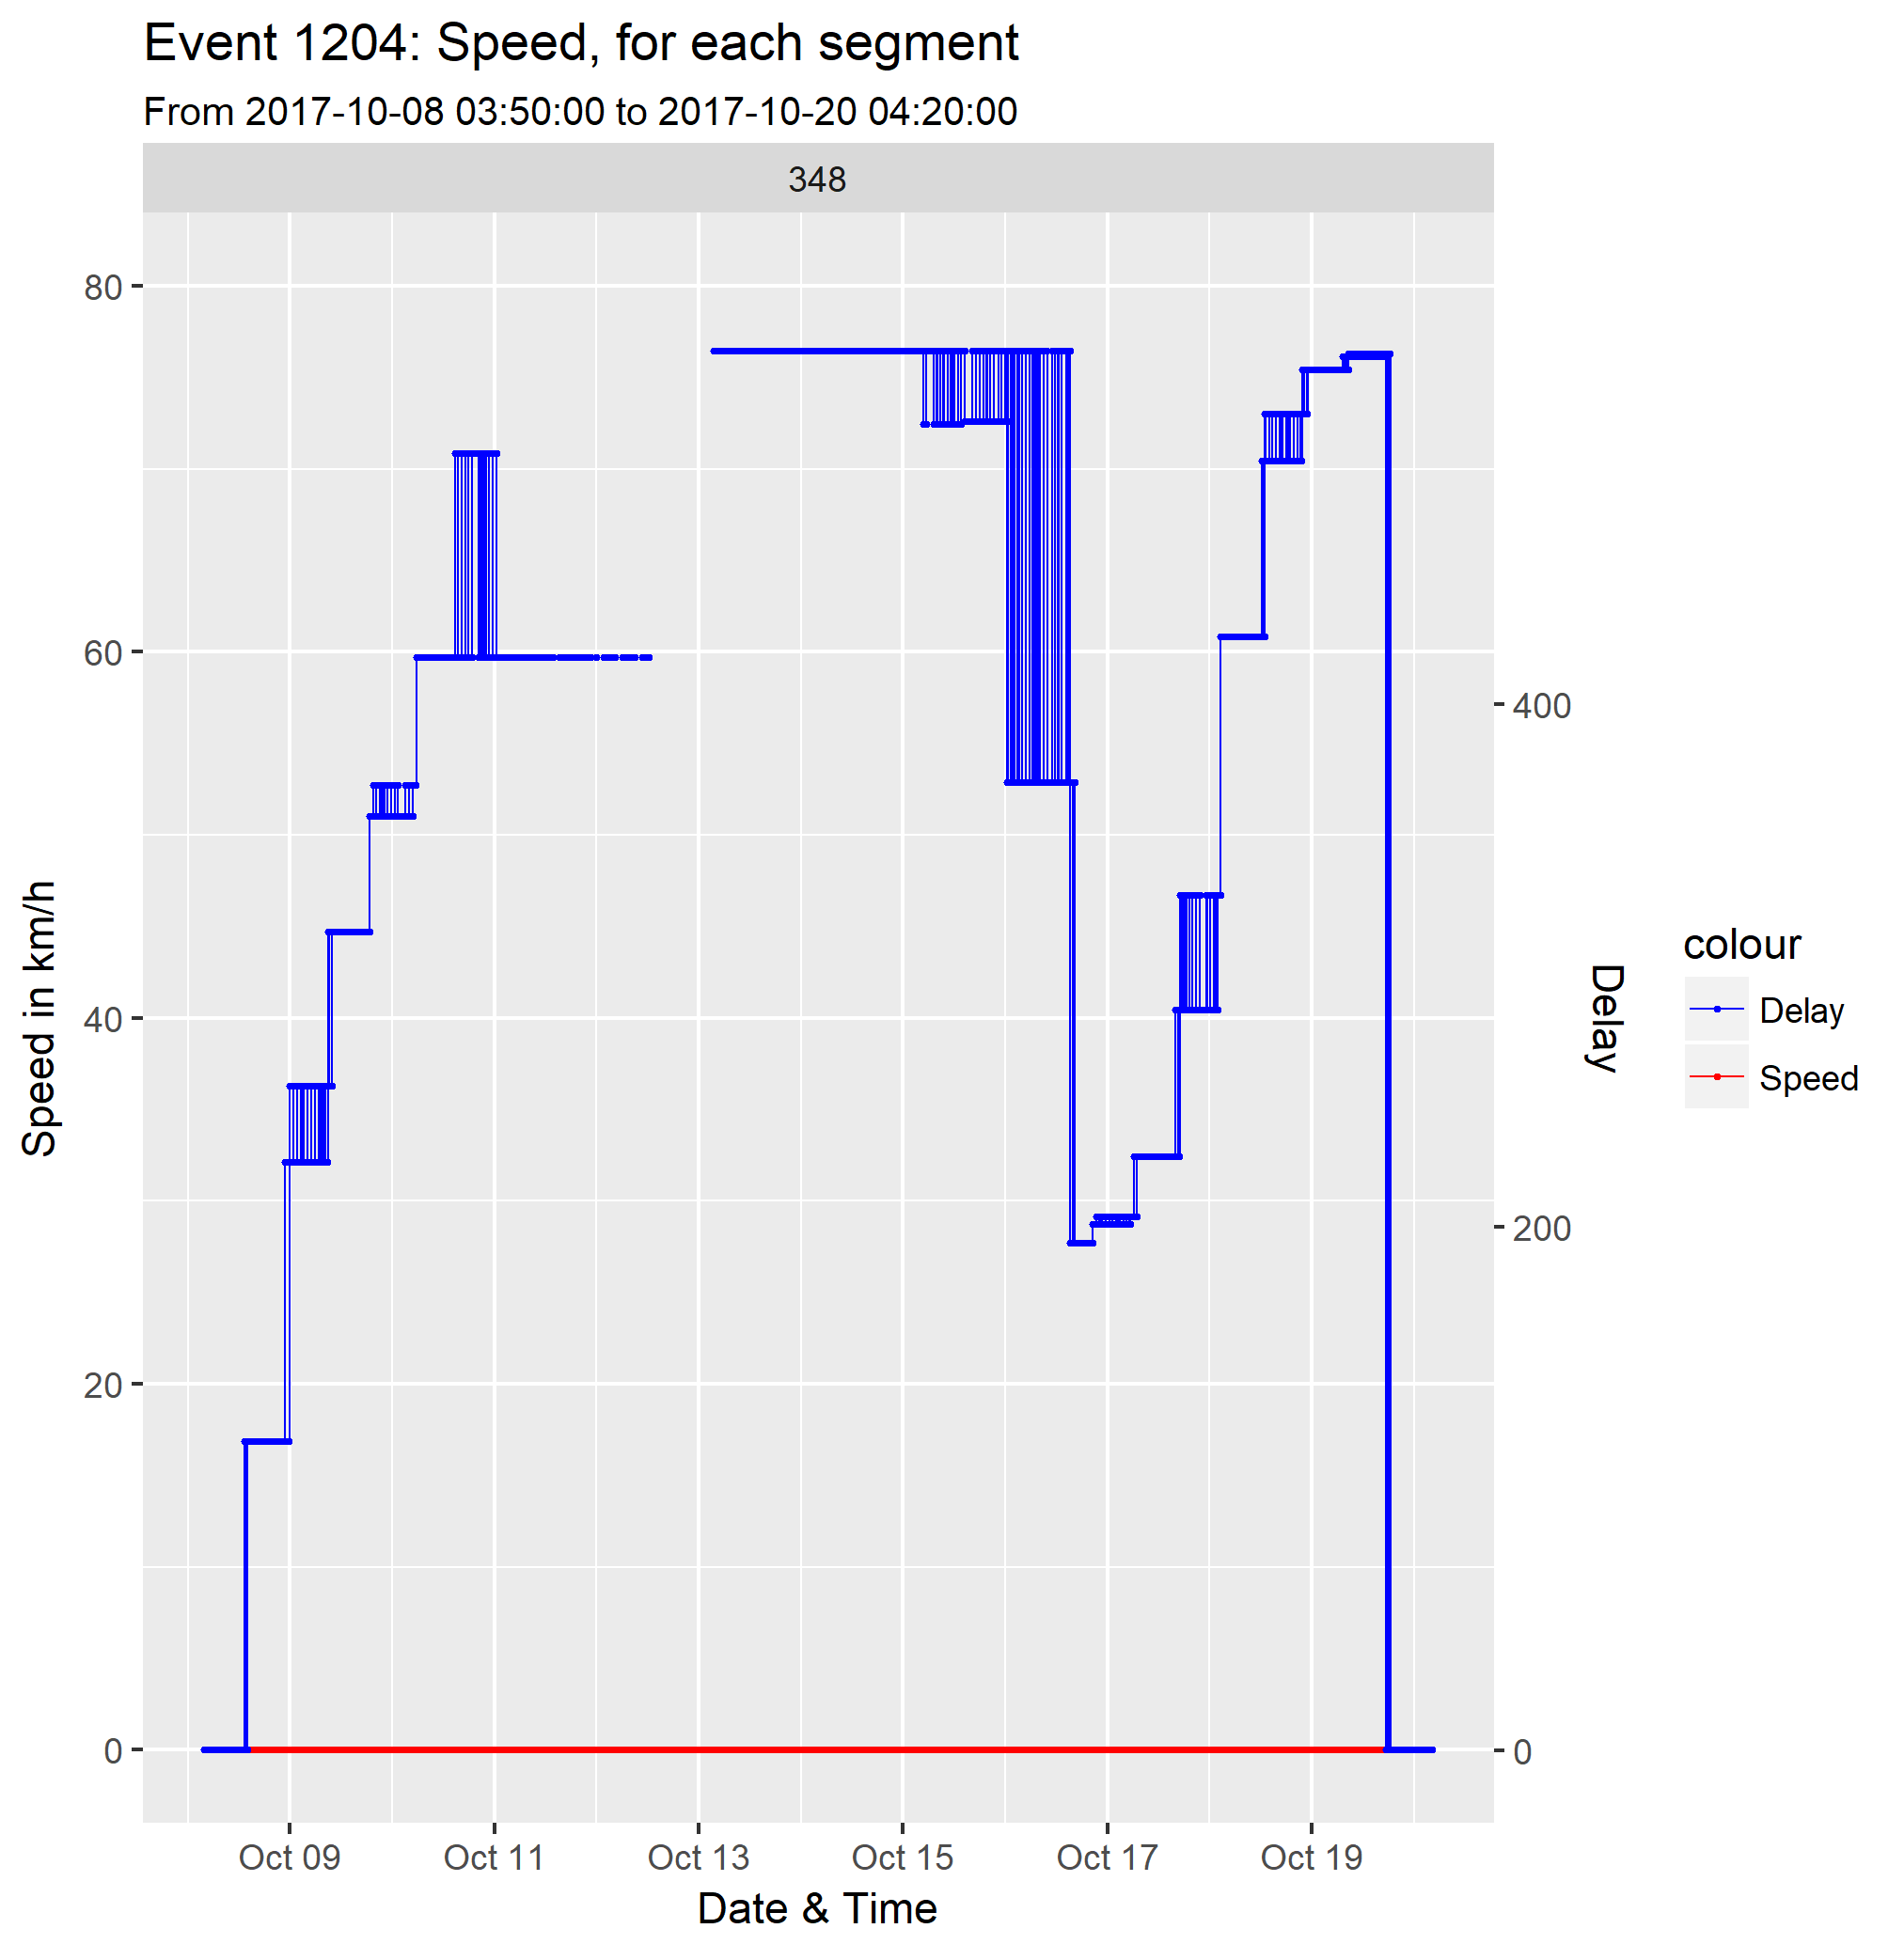 Event 1204: Speed, for each segment
From 2017-10-08 03:50:00 to 2017-10-20 04:20:00
348
80
60
40
20
0
Speed in km/h
400
200
0
Delay
colour
Delay
Speed
Oct 09
Oct 11
Oct 13
Oct 15
Oct 17
Oct 19
Date & Time